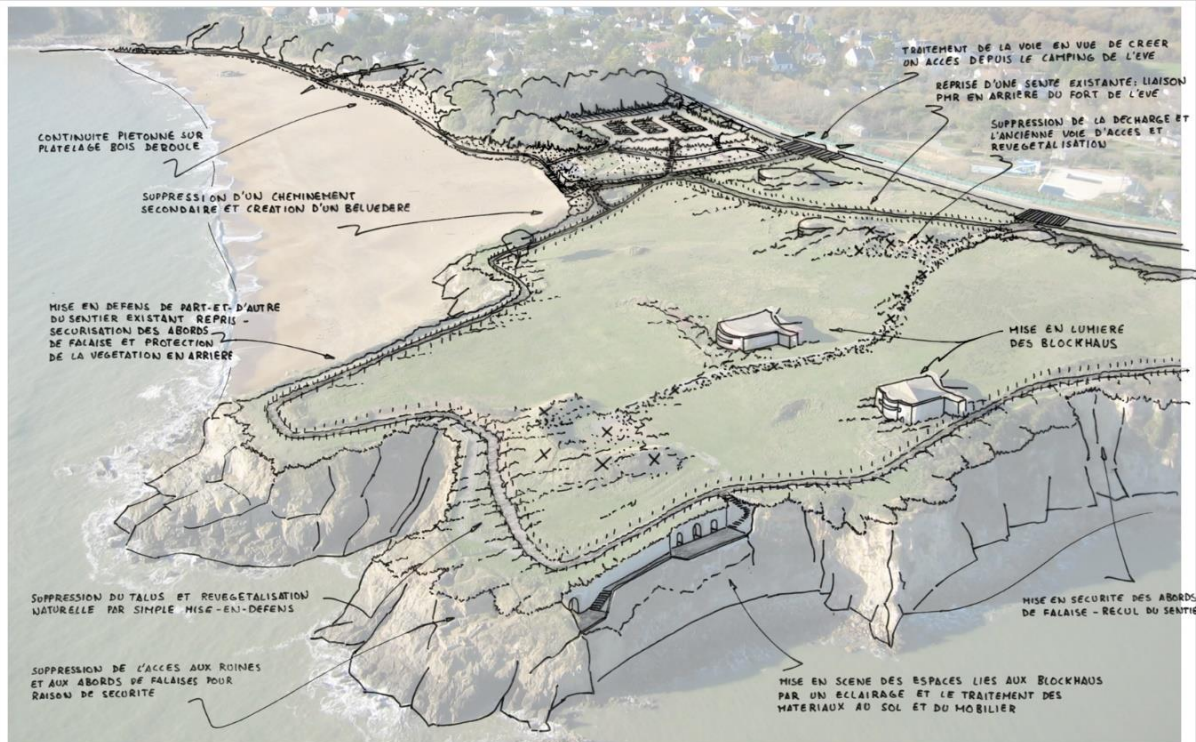 TRAITEMENT DE LA VOIE EN VUE DE CREER
UN ACCES DEPUIS LE CAMPING DE L'EVE
REPRISE D'UNE SENTE EXISTANTE: LIAISON
PMR EN ARRIERE DU FORT DE L'EVE
SUPPRESSION DE LA DECHARGE ET
L'ANCIENNE VOIE D'ACCES ET
REVEGETALISATION
CONTINUITE PIETONNE SUR
PLATELAGE BOIS DEROULE
SUPPRESSION D'UN CHEMINEMENT
SECONDAIRE ET CREATION D'UN BELVEDERE
MISE EN DEFENS DE PART-ET-D'AUTRE
DU SENTIER EXISTANT REPRIS -
SECURISATION DES ABORDS
DE FALAISE ET PROTECTION
DE LA VEGETATION EN ARRIERE
MISE EN LUMIERE
DES BLOCKHAUS
SUPPRESSION DU TALUS ET REVEGETALISATION
NATURELLE PAR SIMPLE MISE-EN-DEFENS
MISE EN SECURITE DES ABORDS
DE FALAISE - RECUL DU SENTIE
SUPPRESSION DE L'ACCES AUX RUINES
ET AUX ABORDS DE FALAISES POUR
RAISON DE SECURITE
MISE EN SCENE DES ESPACES LIES AUX BLOCKHAUS
PAR UN ECLAIRAGE ET LE TRAITEMENT DES
MATERIAUX AU SOL ET DU MOBILIER